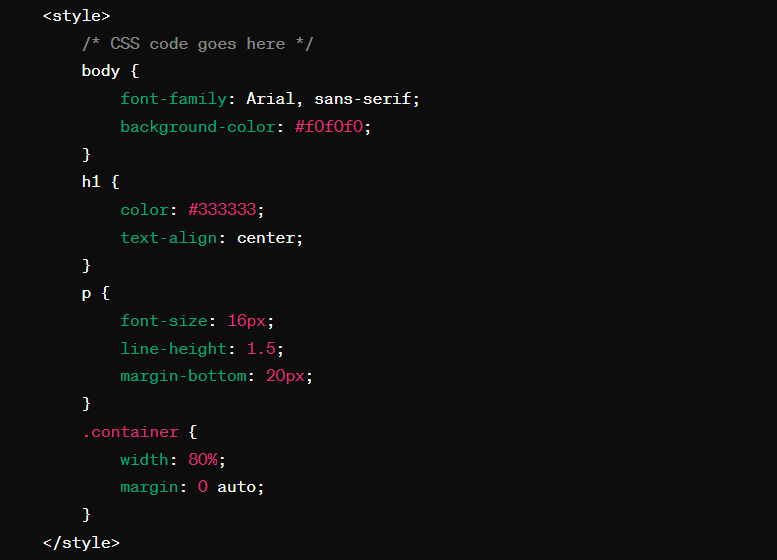 <style>
/* CSS code goes here */
body {
font-family: Arial, sans-serif;
background-color: #f0f0f0;
}
h1 {
color: #333333;
text-align: center;
}
p {
font-size: 16px;
line-height: 1.5;
margin-bottom: 20px;
}
.container {
width: 80%;
margin: 0 auto;
}
</style>